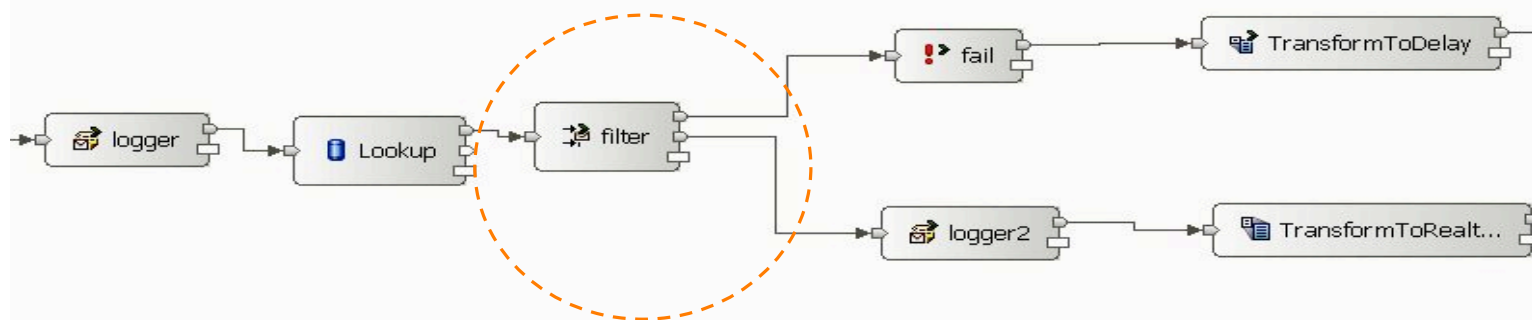 fail
TransformToDelay
logger
Lookup
filter
logger2
TransformToRealt...